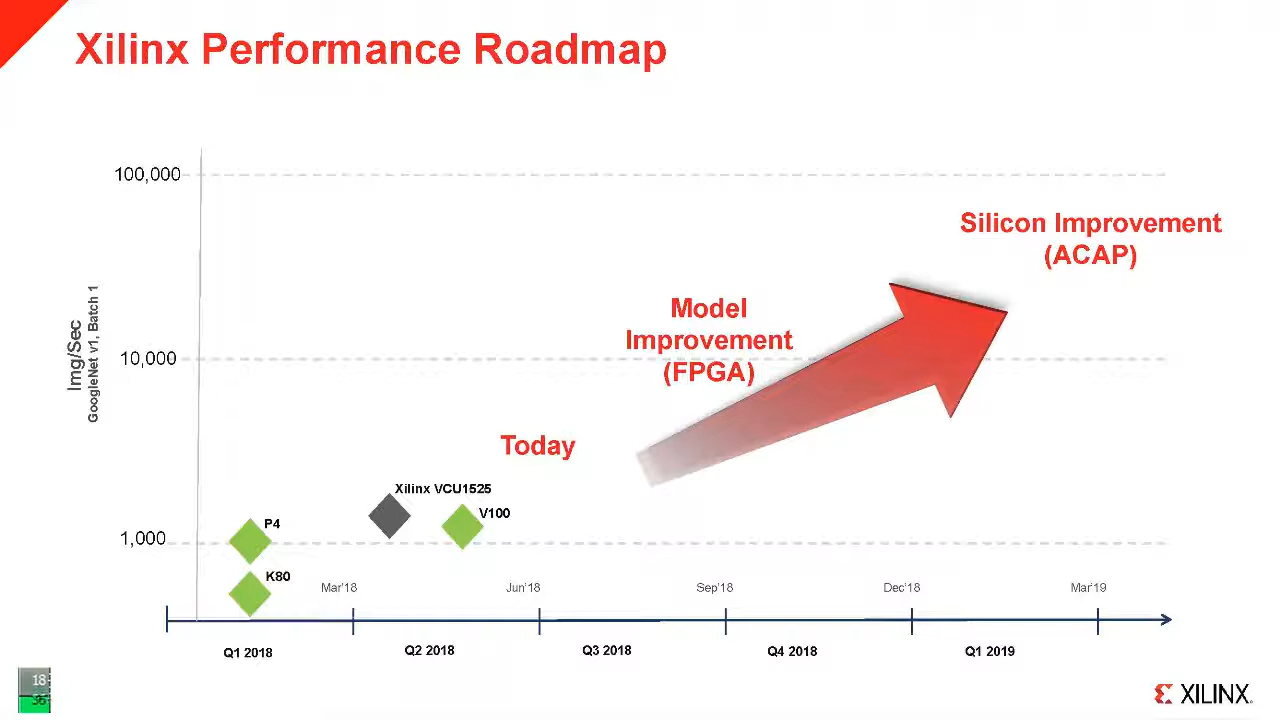 Xilinx Performance Roadmap
100,000
10,000
1,000
Img/Sec
GoogleNet v1, Batch 1
Silicon Improvement
(ACAP)
Model
Improvement
(FPGA)
Today
Xilinx VCU1525
V100
P4
K80
Mar'18
Jun'18
Sep'18
Dec'18
Mar'19
Q1 2018
Q2 2018
Q3 2018
Q4 2018
Q1 2019
18
36
XILINX